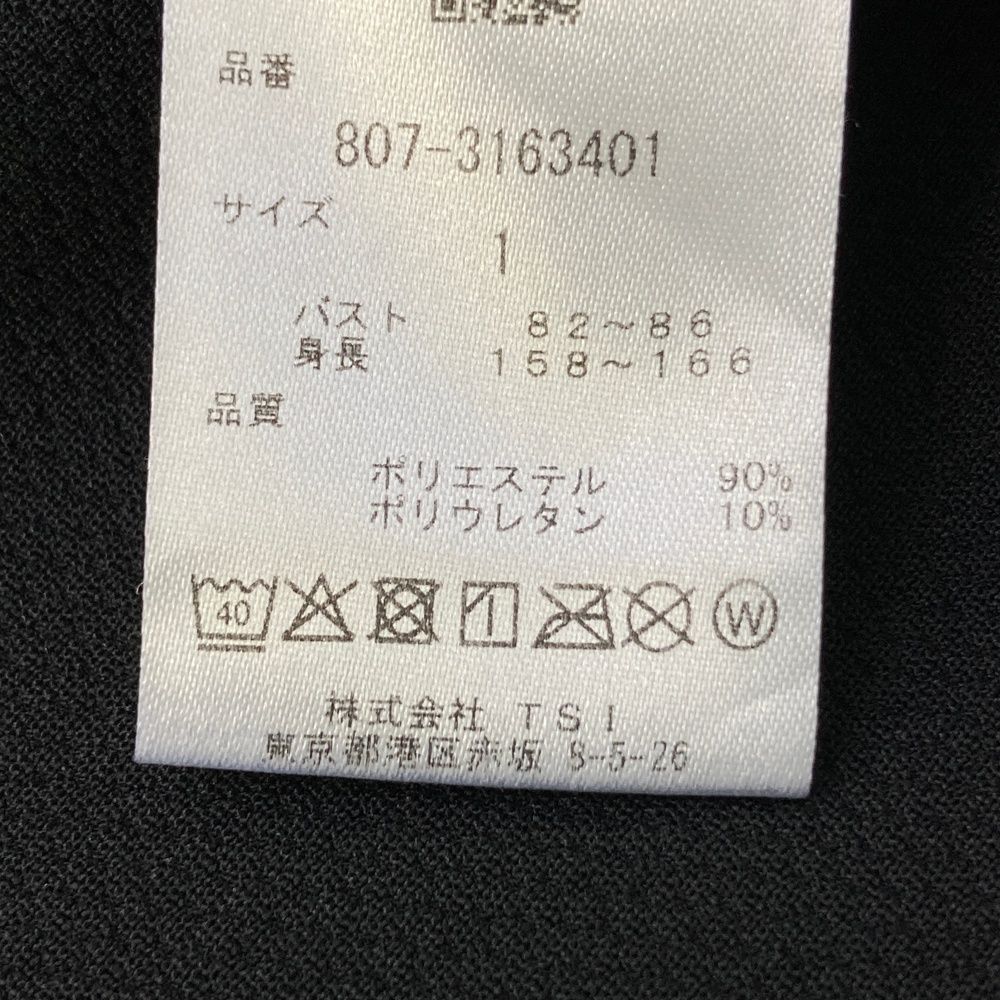 品番
807-3163401
サイズ
1
バスト 82～86
身長 158～166
品質
ポリエステル 90%
ポリウレタン 10%
40 W
株式会社 TSI
東京都港区赤坂 8-5-26